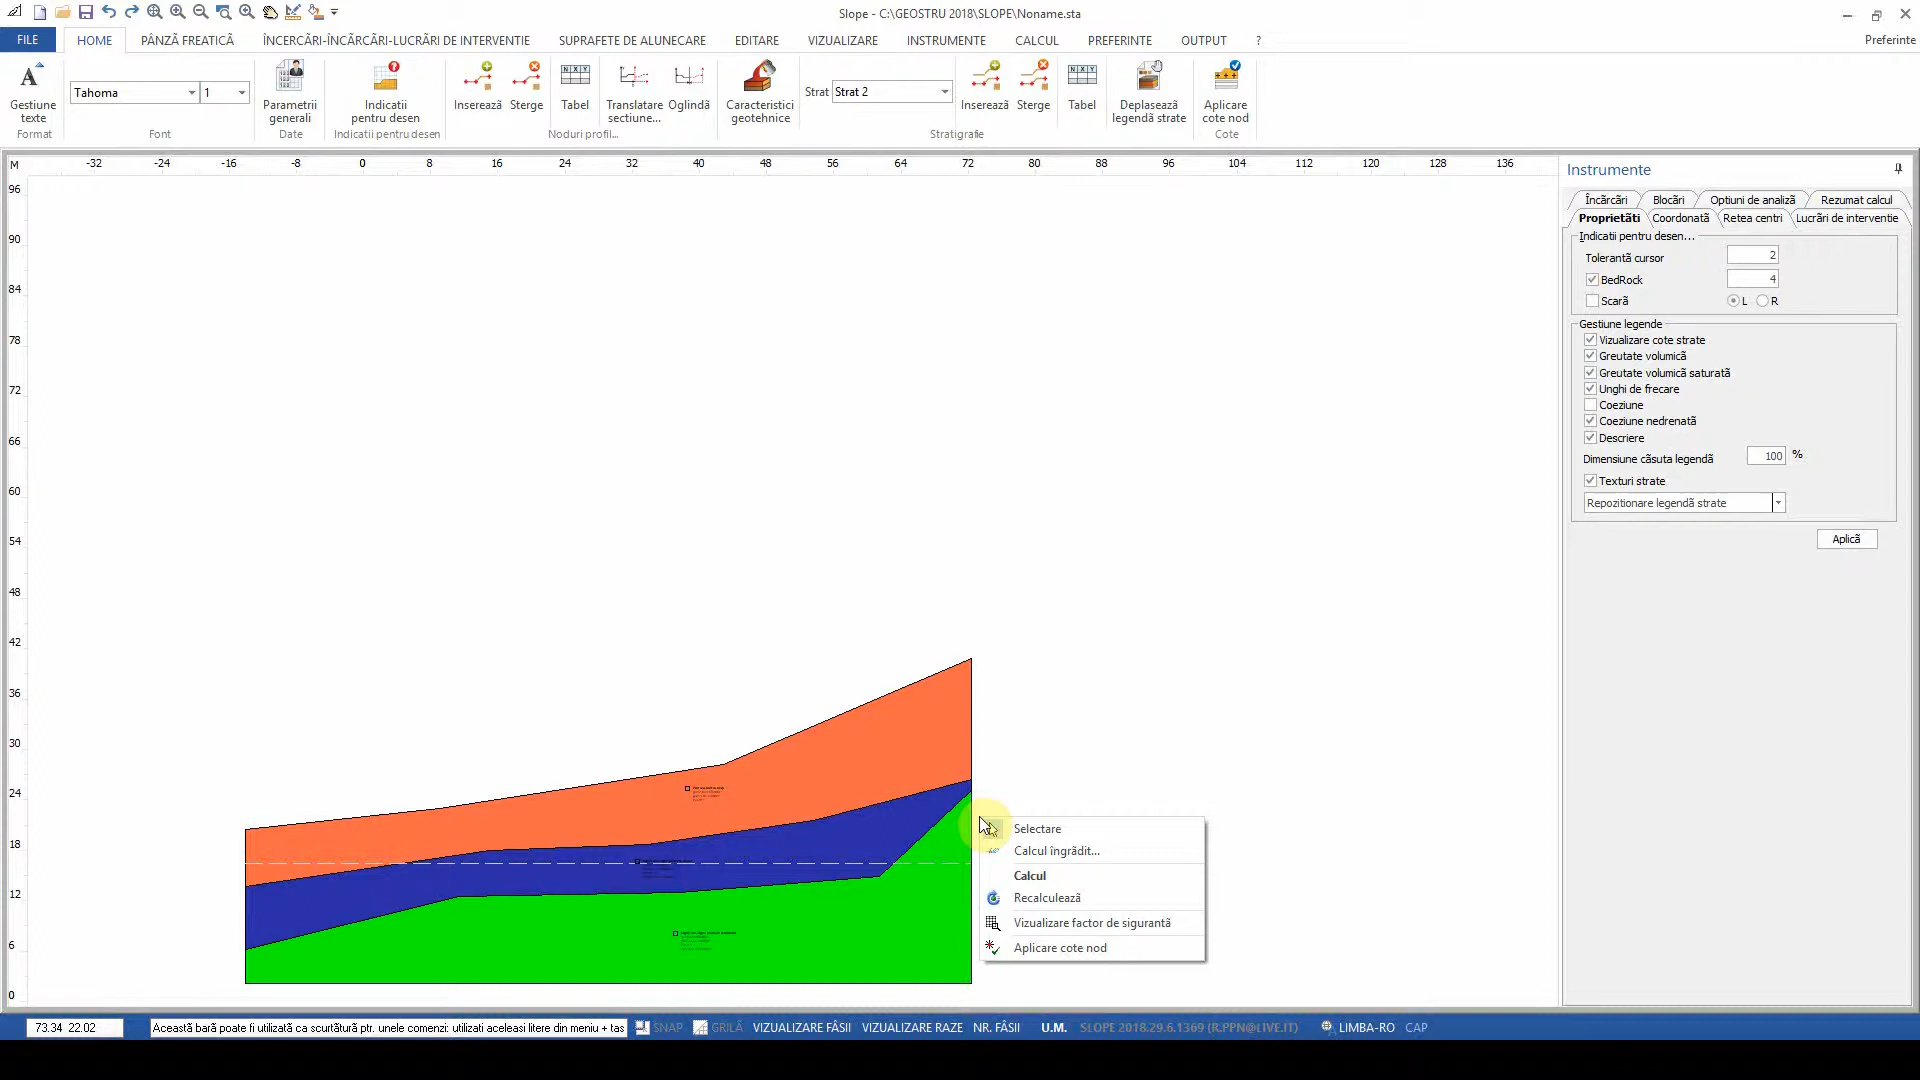 Slope - C:\GEOSTRU 2018\SLOPE\Noname.sta
FILE HOME PÂNZĂ FREATICĂ ÎNCERCĂRI-ÎNCĂRCĂRI-LUCRĂRI DE INTERVENTIE SUPRAFETE DE ALUNECARE EDITARE VIZUALIZARE INSTRUMENTE CALCUL PREFERINTE OUTPUT ? Preferinte
Gestiune texte
Format
Tahoma 1
Font
Parametrii generali
Date
Indicatii pentru desen
Indicatii pentru desen
Inserează Sterge Tabel Translatare sectiune... Oglindă
Noduri profil...
Caracteristici geotehnice
Strat Strat 2
Inserează Sterge Tabel Deplasează legendă strate
Stratigrafie
Aplicare cote nod
Cote
M -32 -24 -16 -8 0 8 16 24 32 40 48 56 64 72 80 88 96 104 112 120 128 136
96
90
84
78
72
66
60
54
48
42
36
30
24
18
12
6
0
Selectare
Calcul îngrădit...
Calcul
Recalculează
Vizualizare factor de sigurantă
Aplicare cote nod
Instrumente
Încărcări Blocări Optiuni de analiză Rezumat calcul
Proprietăti Coordonată Retea centri Lucrări de interventie
Indicatii pentru desen...
Tolerantă cursor 2
BedRock 4
Scară L R
Gestiune legende
Vizualizare cote strate
Greutate volumică
Greutate volumică saturată
Unghi de frecare
Coeziune
Coeziune nedrenată
Descriere
Dimensiune căsuta legendă 100 %
Texturi strate
Repozitionare legendă strate
Aplică
73.34 22.02 Această bară poate fi utilizată ca scurtătură ptr. unele comenzi: utilizati aceleasi litere din meniu + tas SNAP GRILĂ VIZUALIZARE FÂSII VIZUALIZARE RAZE NR. FÂSII U.M. SLOPE 2018.29.6.1369 (R.PPN@LIVE.IT) LIMBA-RO CAP